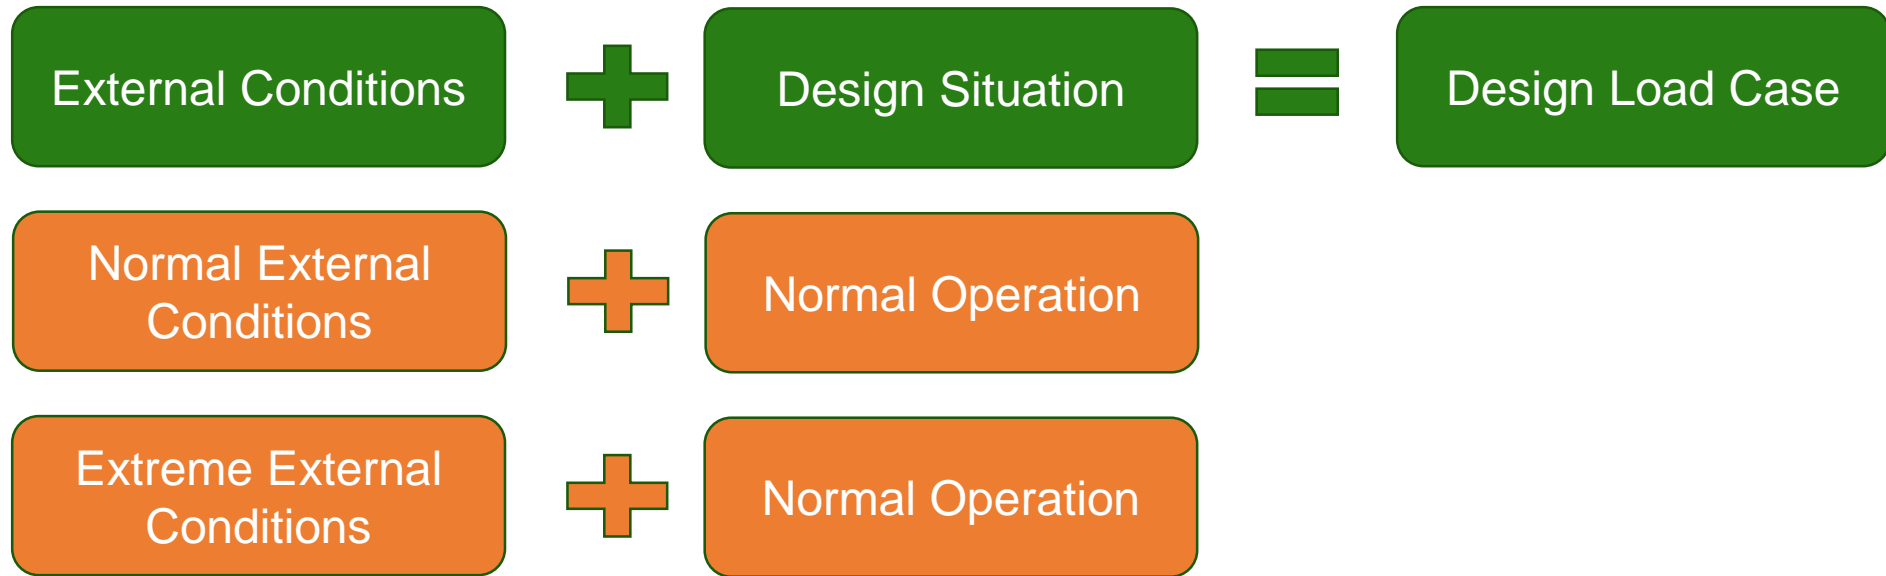 External Conditions
Design Situation
Design Load Case
Normal External
Conditions
Normal Operation
Extreme External
Conditions
Normal Operation